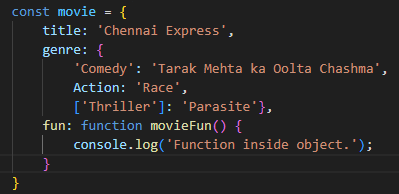 const movie = {
title: 'Chennai Express',
genre: {
'Comedy': 'Tarak Mehta ka Oolta Chashma',
Action: 'Race',
['Thriller']: 'Parasite'},
fun: function movieFun() {
console.log('Function inside object.');
}
}